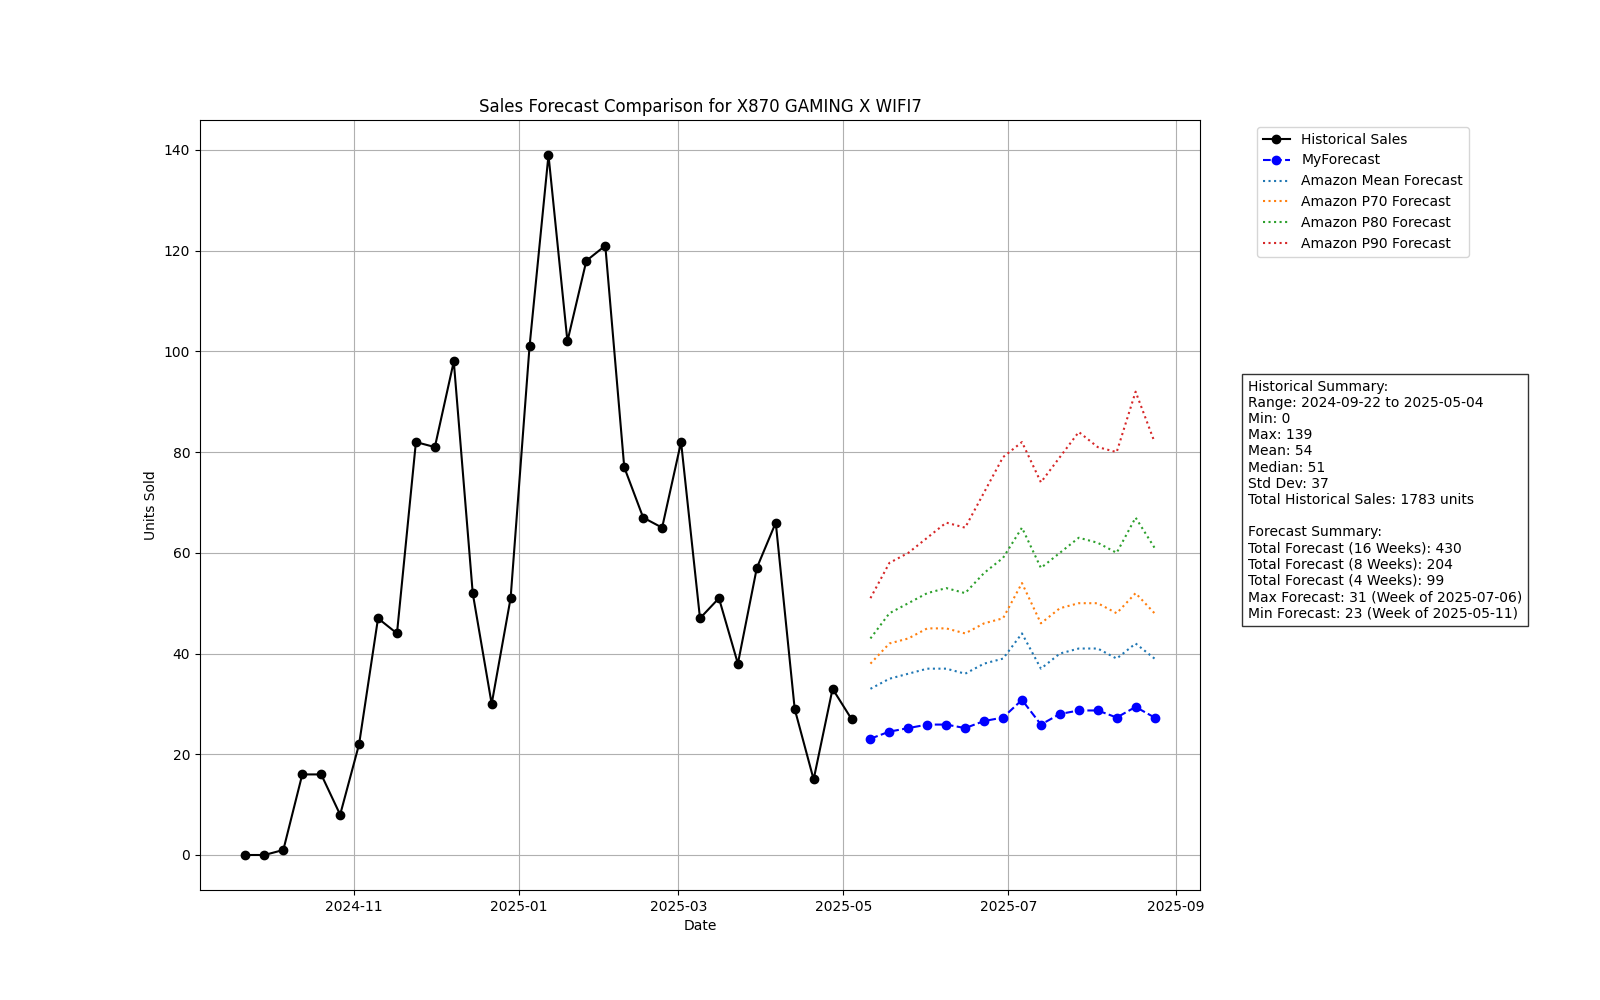 Sales Forecast Comparison for X870 GAMING X WIFI7
Historical Sales
MyForecast
Amazon Mean Forecast
Amazon P70 Forecast
Amazon P80 Forecast
Amazon P90 Forecast
140
120
100
80
60
40
20
0
Units Sold
2024-11
2025-01
2025-03
2025-05
2025-07
2025-09
Date
Historical Summary:
Range: 2024-09-22 to 2025-05-04
Min: 0
Max: 139
Mean: 54
Median: 51
Std Dev: 37
Total Historical Sales: 1783 units
Forecast Summary:
Total Forecast (16 Weeks): 430
Total Forecast (8 Weeks): 204
Total Forecast (4 Weeks): 99
Max Forecast: 31 (Week of 2025-07-06)
Min Forecast: 23 (Week of 2025-05-11)